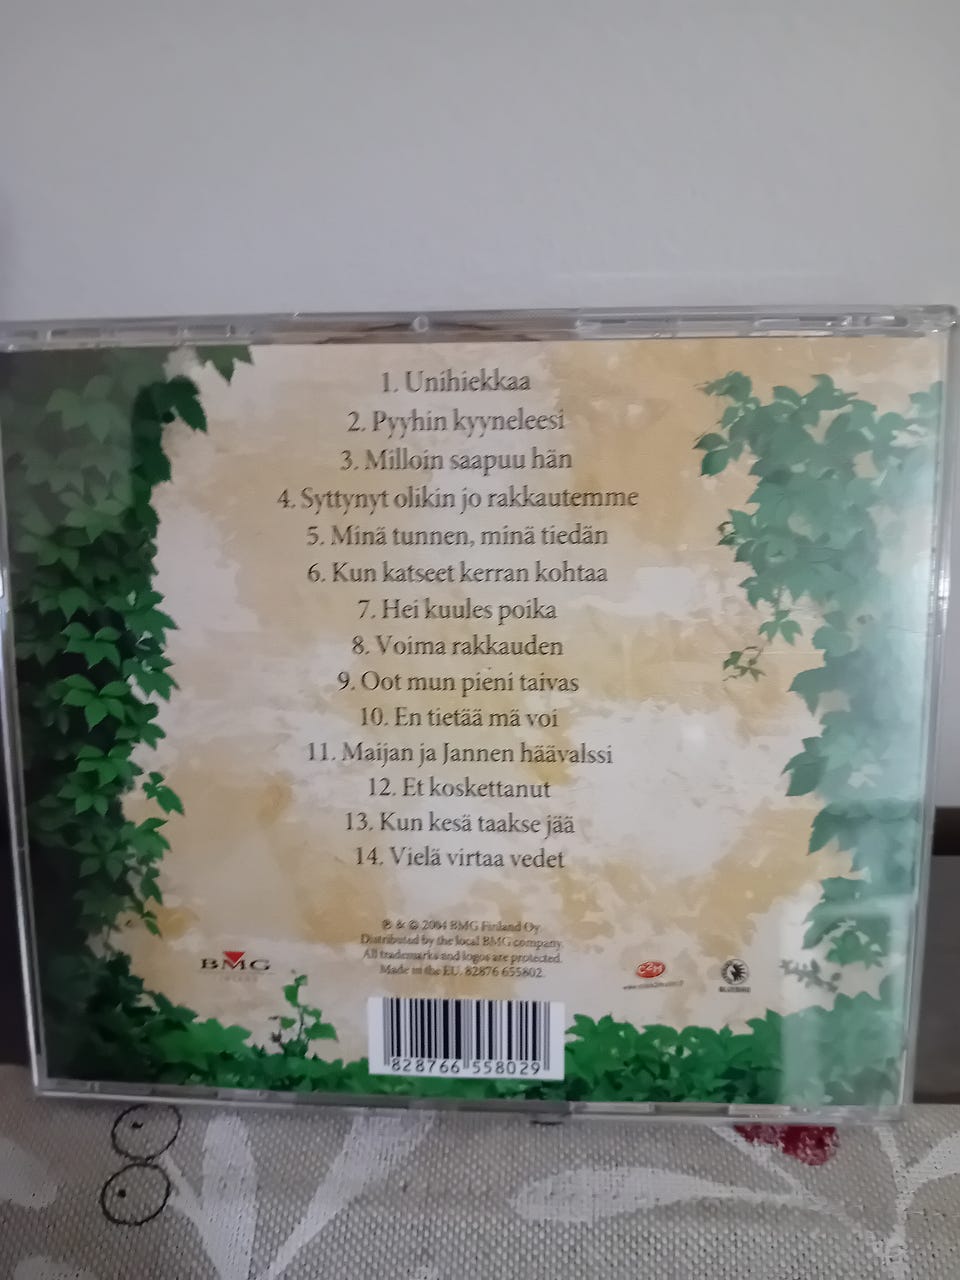 1. Unihiekkaa
2. Pyyhin kyyneleesi
3. Milloin saapuu hän
4. Syttynyt olikin jo rakkautemme
5. Minä tunnen, minä tiedän
6. Kun katseet kerran kohtaa
7. Hei kuules poika
8. Voima rakkauden
9. Oot mun pieni taivas
10. En tietää mä voi
11. Maijan ja Jannen häävalssi
12. Et koskettanut
13. Kun kesä taakse jää
14. Vielä virtaa vedet
℗ & © 2004 BMG Finland Oy
Distributed by the local BMG company.
All trademarks and logos are protected.
Made in the EU. 82876 655802
BMG
C2M
BLUEBIRD
828766 558029